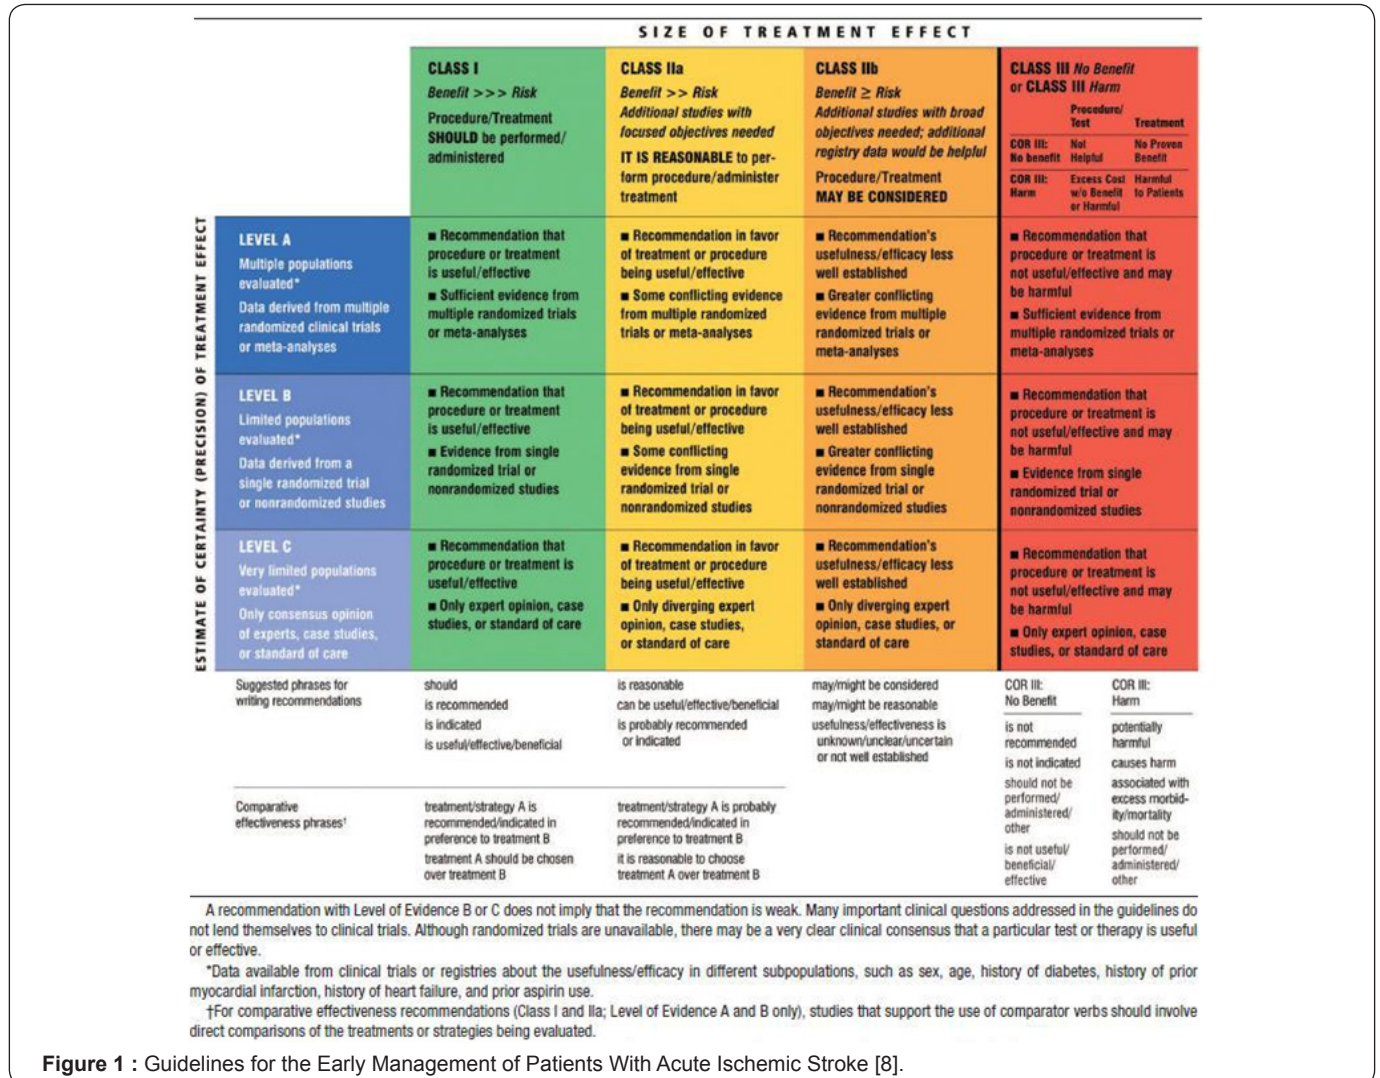 SIZE OF TREATMENT EFFECT
CLASS I
Benefit >>> Risk
Procedure/Treatment
SHOULD be performed/
administered
CLASS IIa
Benefit >> Risk
Additional studies with
focused objectives needed
IT IS REASONABLE to per-
form procedure/administer
treatment
CLASS IIb
Benefit ≥ Risk
Additional studies with broad
objectives needed; additional
registry data would be helpful
Procedure/Treatment
MAY BE CONSIDERED
CLASS III No Benefit
or CLASS III Harm
Procedure/
Test
Treatment
COR III:
No benefit
Not
Helpful
No Proven
Benefit
COR III:
Harm
Excess Cost
w/o Benefit
or Harmful
Harmful
to Patients
ESTIMATE OF CERTAINTY (PRECISION) OF TREATMENT EFFECT
LEVEL A
Multiple populations
evaluated*
Data derived from multiple
randomized clinical trials
or meta-analyses
■ Recommendation that
procedure or treatment
is useful/effective
■ Sufficient evidence from
multiple randomized trials
or meta-analyses
■ Recommendation in favor
of treatment or procedure
being useful/effective
■ Some conflicting evidence
from multiple randomized
trials or meta-analyses
■ Recommendation's
usefulness/efficacy less
well established
■ Greater conflicting
evidence from multiple
randomized trials or
meta-analyses
■ Recommendation that
procedure or treatment is
not useful/effective and may
be harmful
■ Sufficient evidence from
multiple randomized trials or
meta-analyses
LEVEL B
Limited populations
evaluated*
Data derived from a
single randomized trial
or nonrandomized studies
■ Recommendation that
procedure or treatment
is useful/effective
■ Evidence from single
randomized trial or
nonrandomized studies
■ Recommendation in favor
of treatment or procedure
being useful/effective
■ Some conflicting
evidence from single
randomized trial or
nonrandomized studies
■ Recommendation's
usefulness/efficacy less
well established
■ Greater conflicting
evidence from single
randomized trial or
nonrandomized studies
■ Recommendation that
procedure or treatment is
not useful/effective and may
be harmful
■ Evidence from single
randomized trial or
nonrandomized studies
LEVEL C
Very limited populations
evaluated*
Only consensus opinion
of experts, case studies,
or standard of care
■ Recommendation that
procedure or treatment is
useful/effective
■ Only expert opinion, case
studies, or standard of care
■ Recommendation in favor
of treatment or procedure
being useful/effective
■ Only diverging expert
opinion, case studies,
or standard of care
■ Recommendation's
usefulness/efficacy less
well established
■ Only diverging expert
opinion, case studies, or
standard of care
■ Recommendation that
procedure or treatment is
not useful/effective and may
be harmful
■ Only expert opinion, case
studies, or standard of care
Suggested phrases for
writing recommendations
should
is recommended
is indicated
is useful/effective/beneficial
is reasonable
can be useful/effective/beneficial
is probably recommended
or indicated
may/might be considered
may/might be reasonable
usefulness/effectiveness is
unknown/unclear/uncertain
or not well established
COR III:
No Benefit
is not
recommended
is not indicated
should not be
performed/
administered/
other
is not useful/
beneficial/
effective
COR III:
Harm
potentially
harmful
causes harm
associated with
excess morbid-
ity/mortality
should not be
performed/
administered/
other
Comparative
effectiveness phrases†
treatment/strategy A is
recommended/indicated in
preference to treatment B
treatment A should be chosen
over treatment B
treatment/strategy A is probably
recommended/indicated in
preference to treatment B
it is reasonable to choose
treatment A over treatment B
A recommendation with Level of Evidence B or C does not imply that the recommendation is weak. Many important clinical questions addressed in the guidelines do
not lend themselves to clinical trials. Although randomized trials are unavailable, there may be a very clear clinical consensus that a particular test or therapy is useful
or effective.
*Data available from clinical trials or registries about the usefulness/efficacy in different subpopulations, such as sex, age, history of diabetes, history of prior
myocardial infarction, history of heart failure, and prior aspirin use.
†For comparative effectiveness recommendations (Class I and IIa; Level of Evidence A and B only), studies that support the use of comparator verbs should involve
direct comparisons of the treatments or strategies being evaluated.
Figure 1 : Guidelines for the Early Management of Patients With Acute Ischemic Stroke [8].